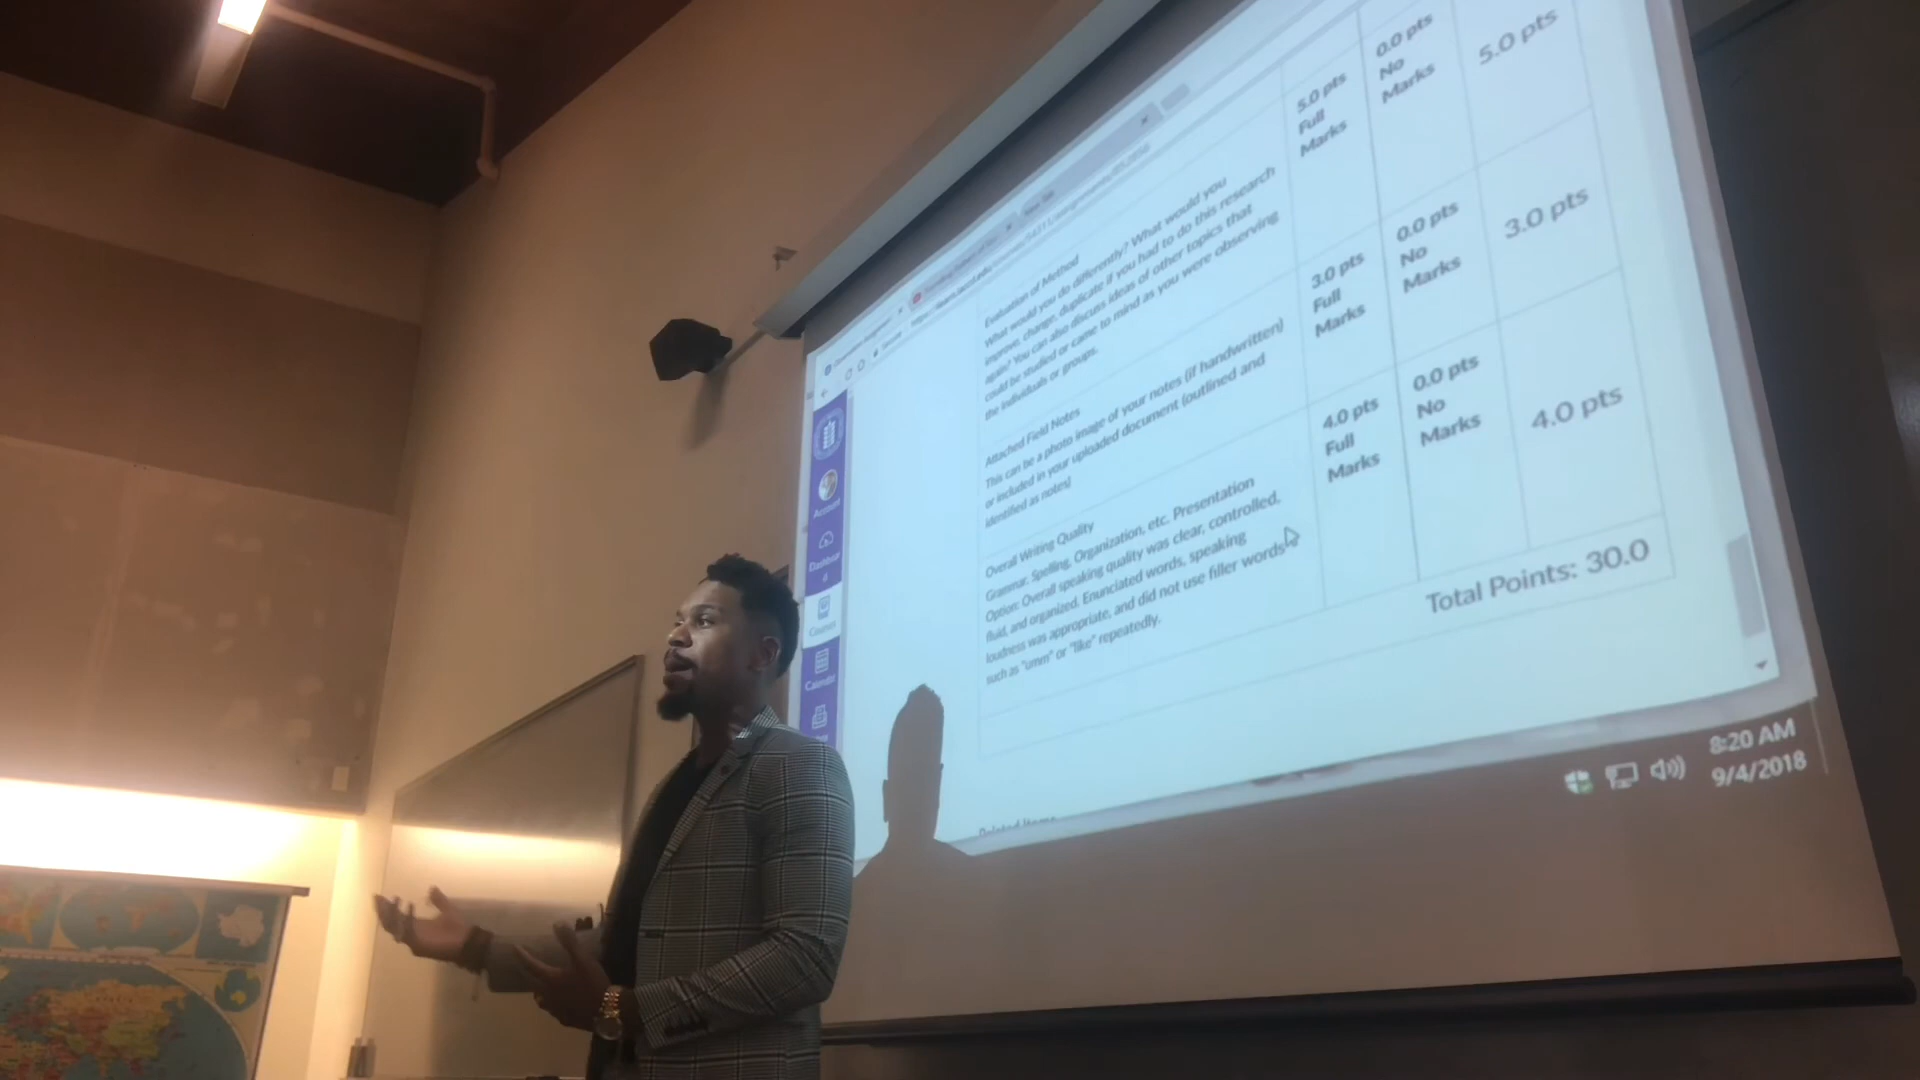 Evaluation of Method
What would you do differently? What would you
improve, change, duplicate if you had to do this research
again? You can also discuss ideas of other topics that
could be studied or came to mind as you were observing
the individuals or groups.
5.0 pts
Full
Marks
0.0 pts
No
Marks
5.0 pts
Attached Field Notes
This can be a photo image of your notes (if handwritten)
or included in your uploaded document (outlined and
identified as notes)
3.0 pts
Full
Marks
0.0 pts
No
Marks
3.0 pts
Overall Writing Quality
Grammar, Spelling, Organization, etc. Presentation
Option: Overall speaking quality was clear, controlled,
fluid, and organized. Enunciated words, speaking
loudness was appropriate, and did not use filler words
such as "umm" or "like" repeatedly.
4.0 pts
Full
Marks
0.0 pts
No
Marks
4.0 pts
Total Points: 30.0
Account
Dashboar
d
Courses
Calendar
Related Items
8:20 AM
9/4/2018